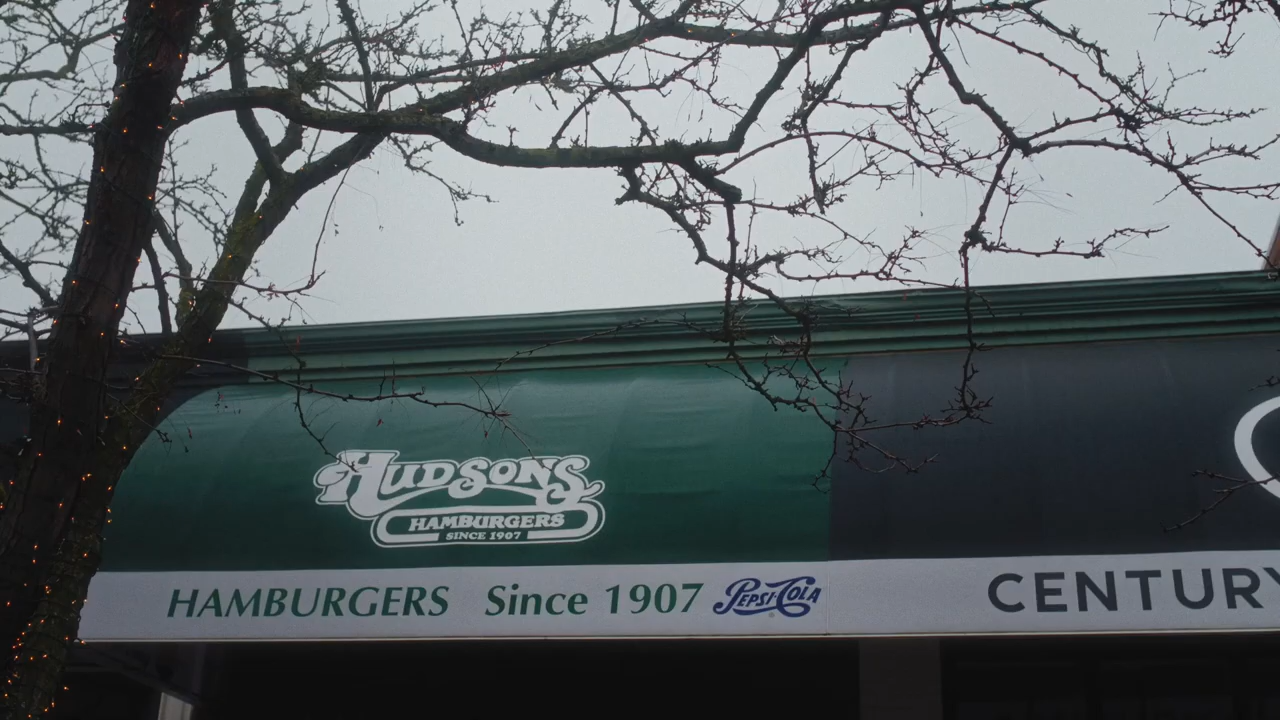 HUDSONS
HAMBURGERS
SINCE 1907
HAMBURGERS Since 1907 PEPSI-COLA
CENTURY